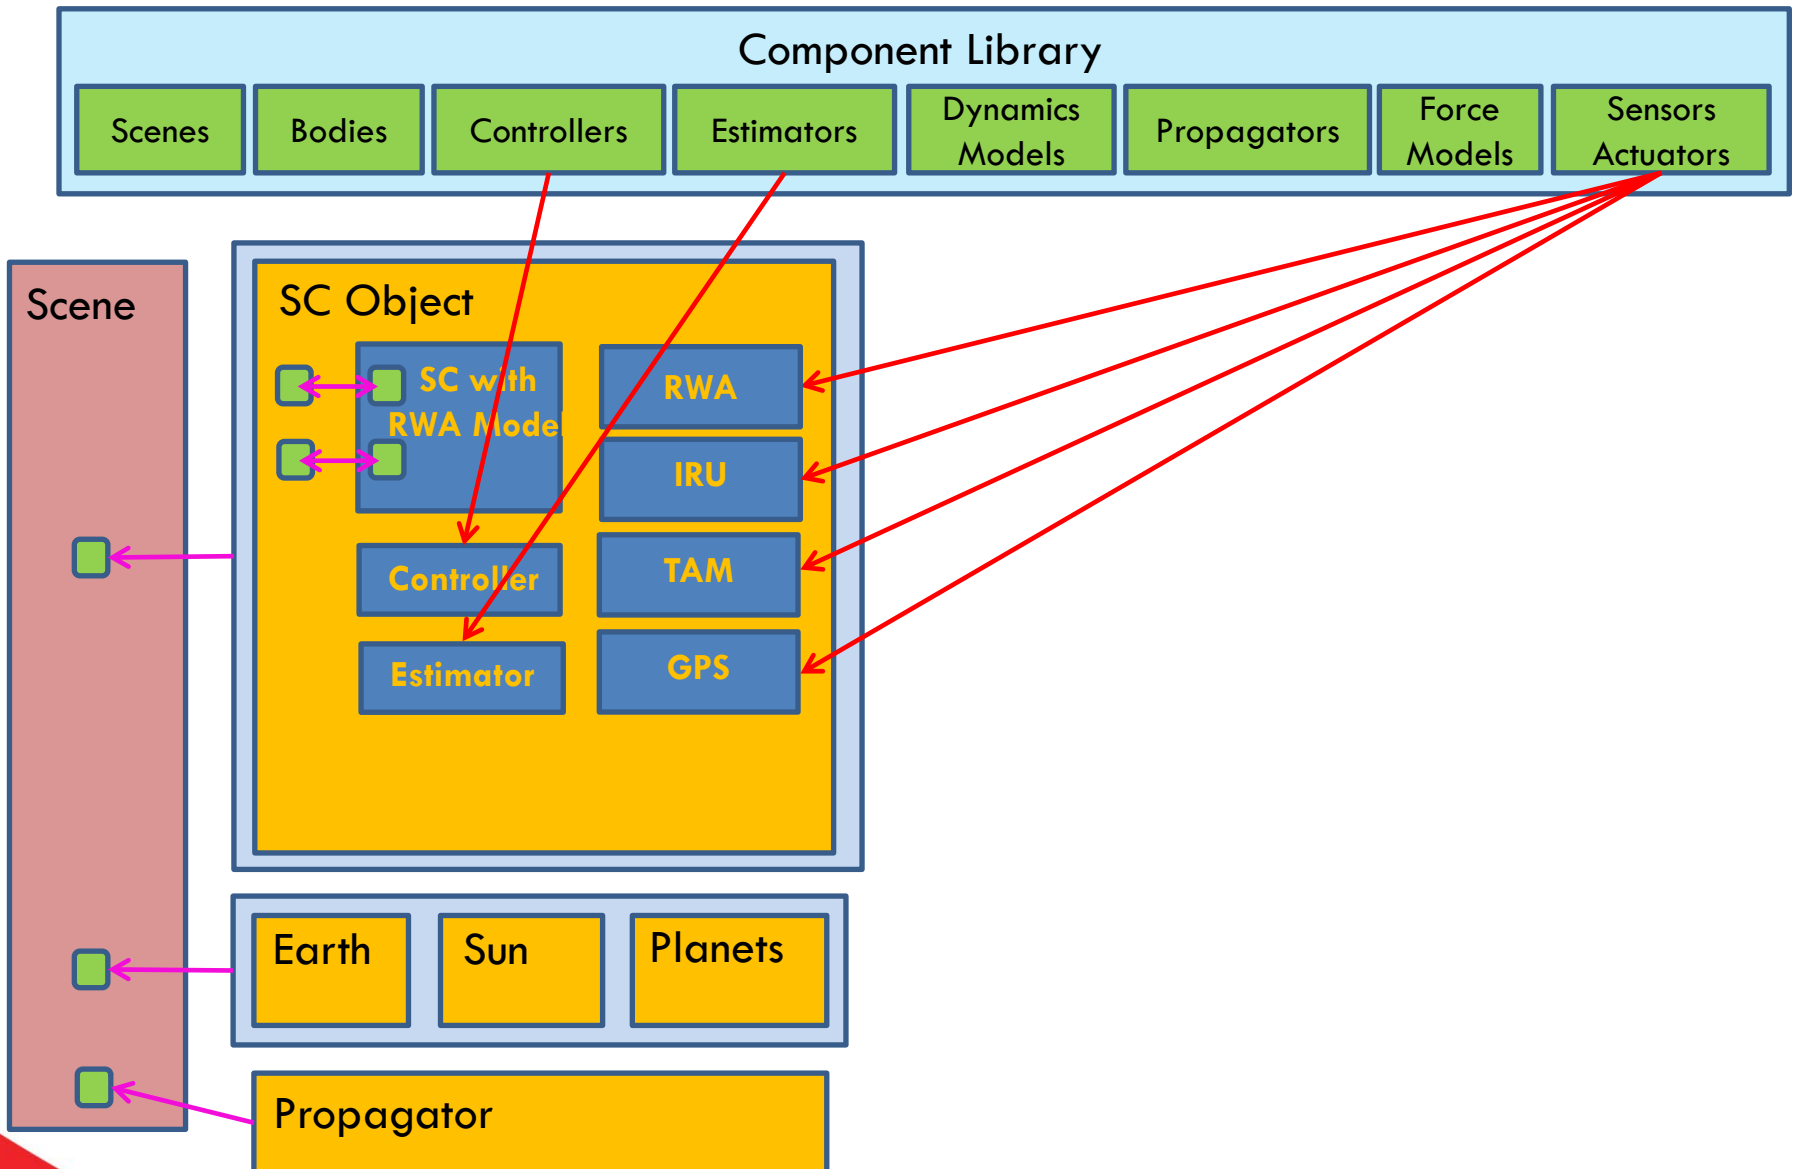 Component Library
Scenes
Bodies
Controllers
Estimators
Dynamics
Models
Propagators
Force
Models
Sensors
Actuators
Scene
SC Object
SC with
RWA Model
RWA
IRU
Controller
TAM
Estimator
GPS
Earth
Sun
Planets
Propagator